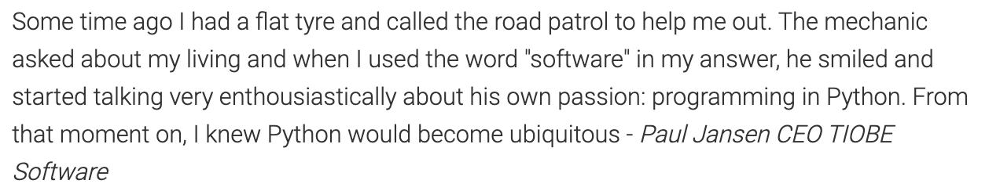 Some time ago I had a flat tyre and called the road patrol to help me out. The mechanic
asked about my living and when I used the word "software" in my answer, he smiled and
started talking very enthousiastically about his own passion: programming in Python. From
that moment on, I knew Python would become ubiquitous - Paul Jansen CEO TIOBE
Software